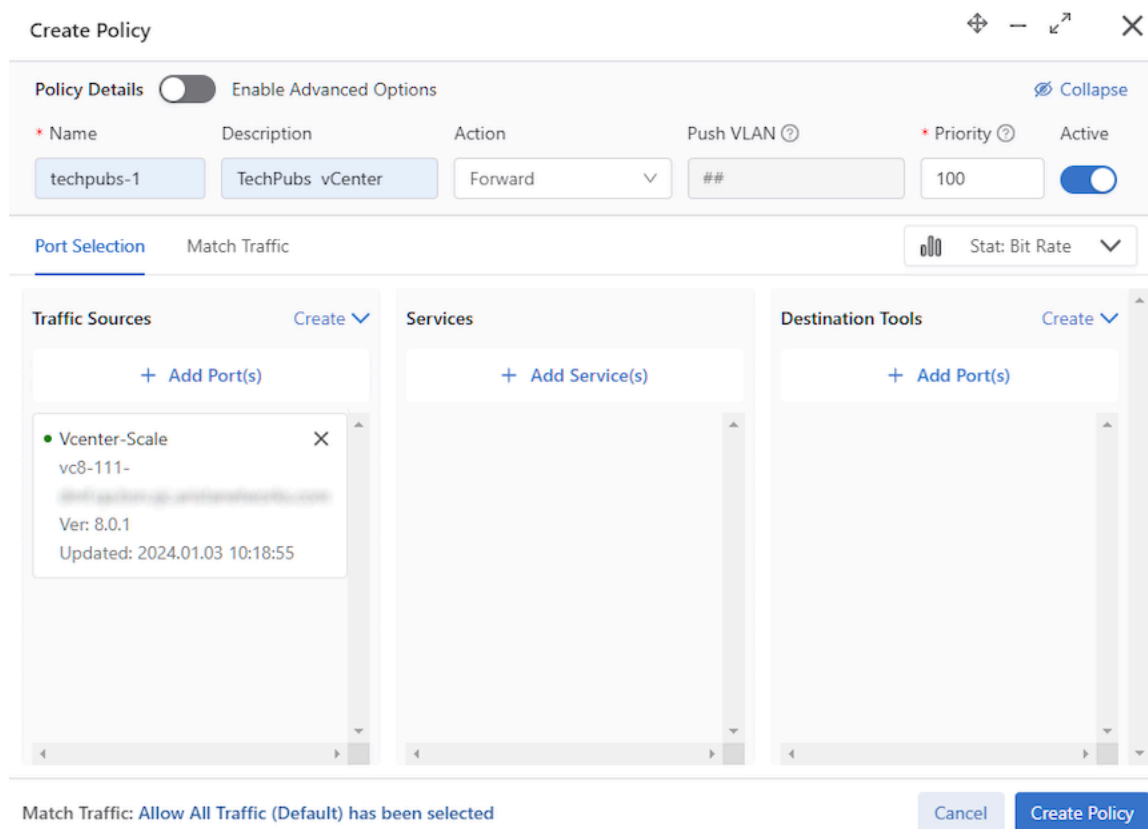 Create Policy
Policy Details Enable Advanced Options Collapse
* Name Description Action Push VLAN * Priority Active
techpubs-1 TechPubs vCenter Forward ## 100
Port Selection Match Traffic Stat: Bit Rate
Traffic Sources Create Services Destination Tools Create
+ Add Port(s) + Add Service(s) + Add Port(s)
Vcenter-Scale
vc8-111-
Ver: 8.0.1
Updated: 2024.01.03 10:18:55
Match Traffic: Allow All Traffic (Default) has been selected Cancel Create Policy